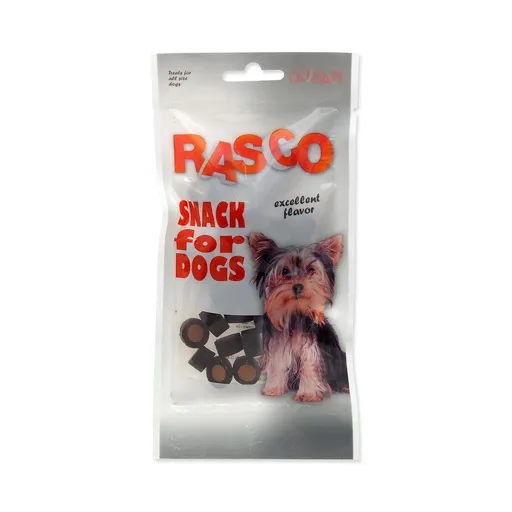 Treats for
all size
dogs
RASCO
excellent
flavor
SNACK
for
DOGS